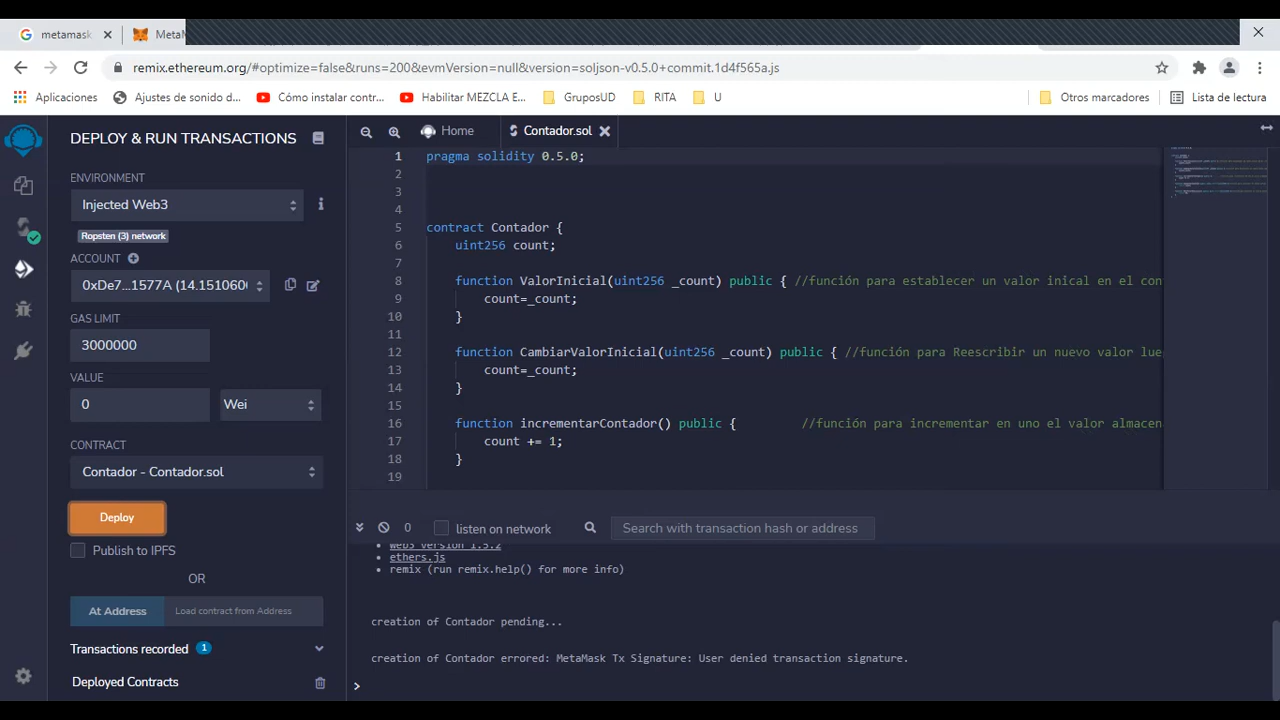 metamask
MetaM
remix.ethereum.org/#optimize=false&runs=200&evmVersion=null&version=soljson-v0.5.0+commit.1d4f565a.js
Aplicaciones
Ajustes de sonido d...
Cómo instalar contr...
Habilitar MEZCLA E...
GruposUD
RITA
U
Otros marcadores
Lista de lectura
DEPLOY & RUN TRANSACTIONS
ENVIRONMENT
Injected Web3
Ropsten (3) network
ACCOUNT
0xDe7...1577A (14.1510600
GAS LIMIT
3000000
VALUE
0
Wei
CONTRACT
Contador - Contador.sol
Deploy
Publish to IPFS
OR
At Address
Load contract from Address
Transactions recorded 1
Deployed Contracts
Home
Contador.sol
1 pragma solidity 0.5.0;
2
3
4
5 contract Contador {
6 uint256 count;
7
8 function ValorInicial(uint256 _count) public { //función para establecer un valor inical en el con
9 count=_count;
10 }
11
12 function CambiarValorInicial(uint256 _count) public { //función para Reescribir un nuevo valor lue
13 count=_count;
14 }
15
16 function incrementarContador() public { //función para incrementar en uno el valor almacen
17 count += 1;
18 }
19
0
listen on network
Search with transaction hash or address
web3 version 1.5.2
ethers.js
remix (run remix.help() for more info)
creation of Contador pending...
creation of Contador errored: MetaMask Tx Signature: User denied transaction signature.
>